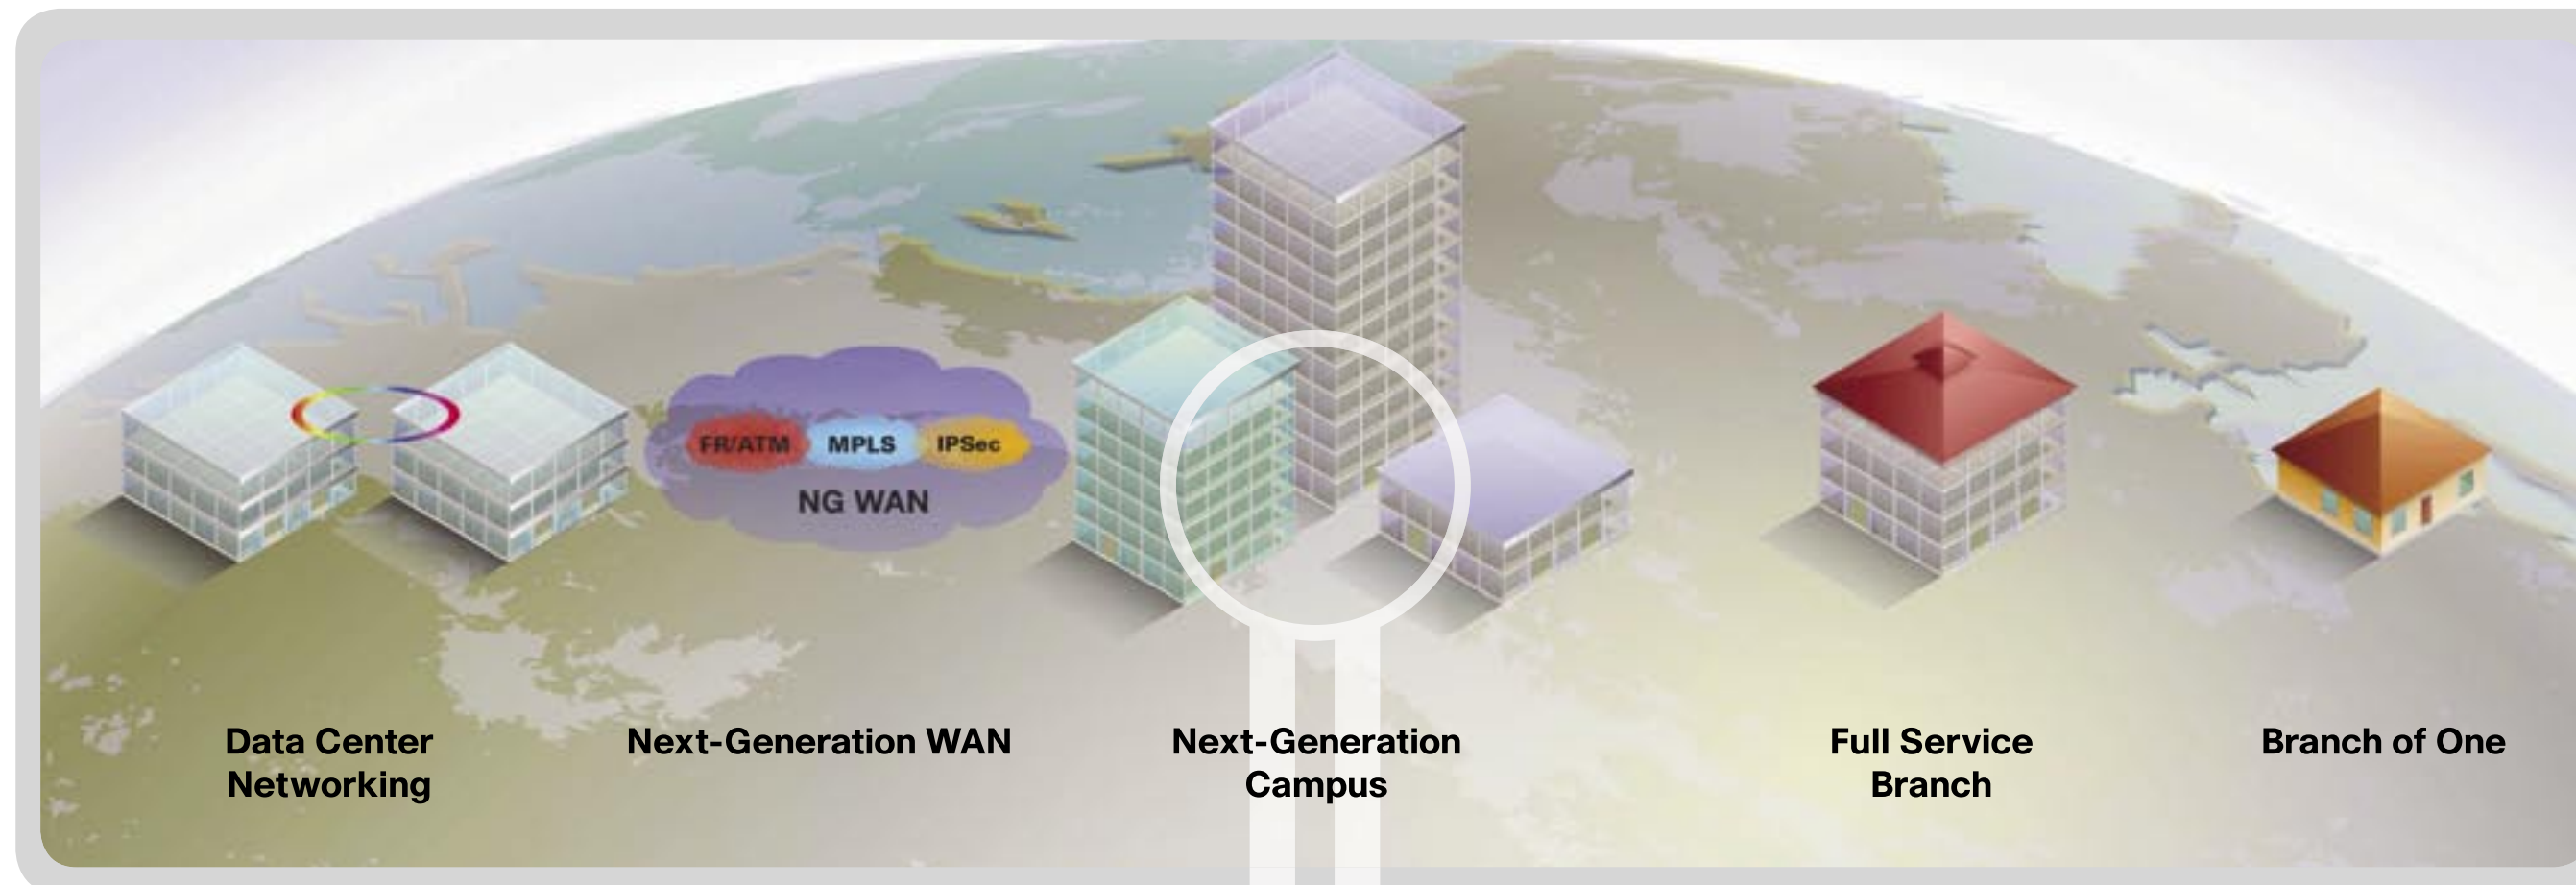 FR/ATM MPLS IPSec
NG WAN
Data Center
Networking
Next-Generation WAN
Next-Generation
Campus
Full Service
Branch
Branch of One